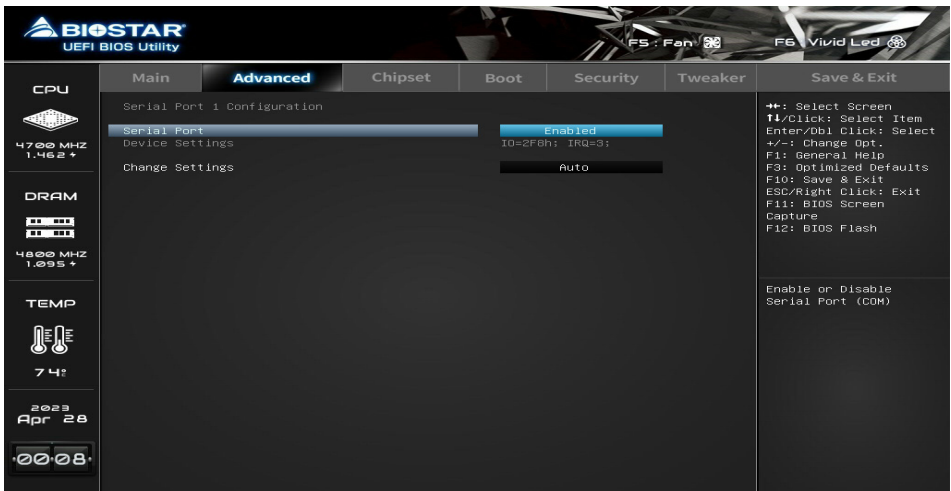 BIOSTAR
UEFI BIOS Utility
F5 : Fan
F6 Vivid Led
Main Advanced Chipset Boot Security Tweaker Save & Exit
CPU
4700 MHZ
1.462
DRAM
4800 MHZ
1.095
TEMP
74°C
2023
Apr 28
00:08
Serial Port 1 Configuration
Serial Port Enabled
Device Settings IO=2F8h; IRQ=3;
Change Settings Auto
→←: Select Screen
↑↓/Click: Select Item
Enter/Dbl Click: Select
+/-: Change Opt.
F1: General Help
F3: Optimized Defaults
F10: Save & Exit
ESC/Right Click: Exit
F11: BIOS Screen
Capture
F12: BIOS Flash
Enable or Disable
Serial Port (COM)